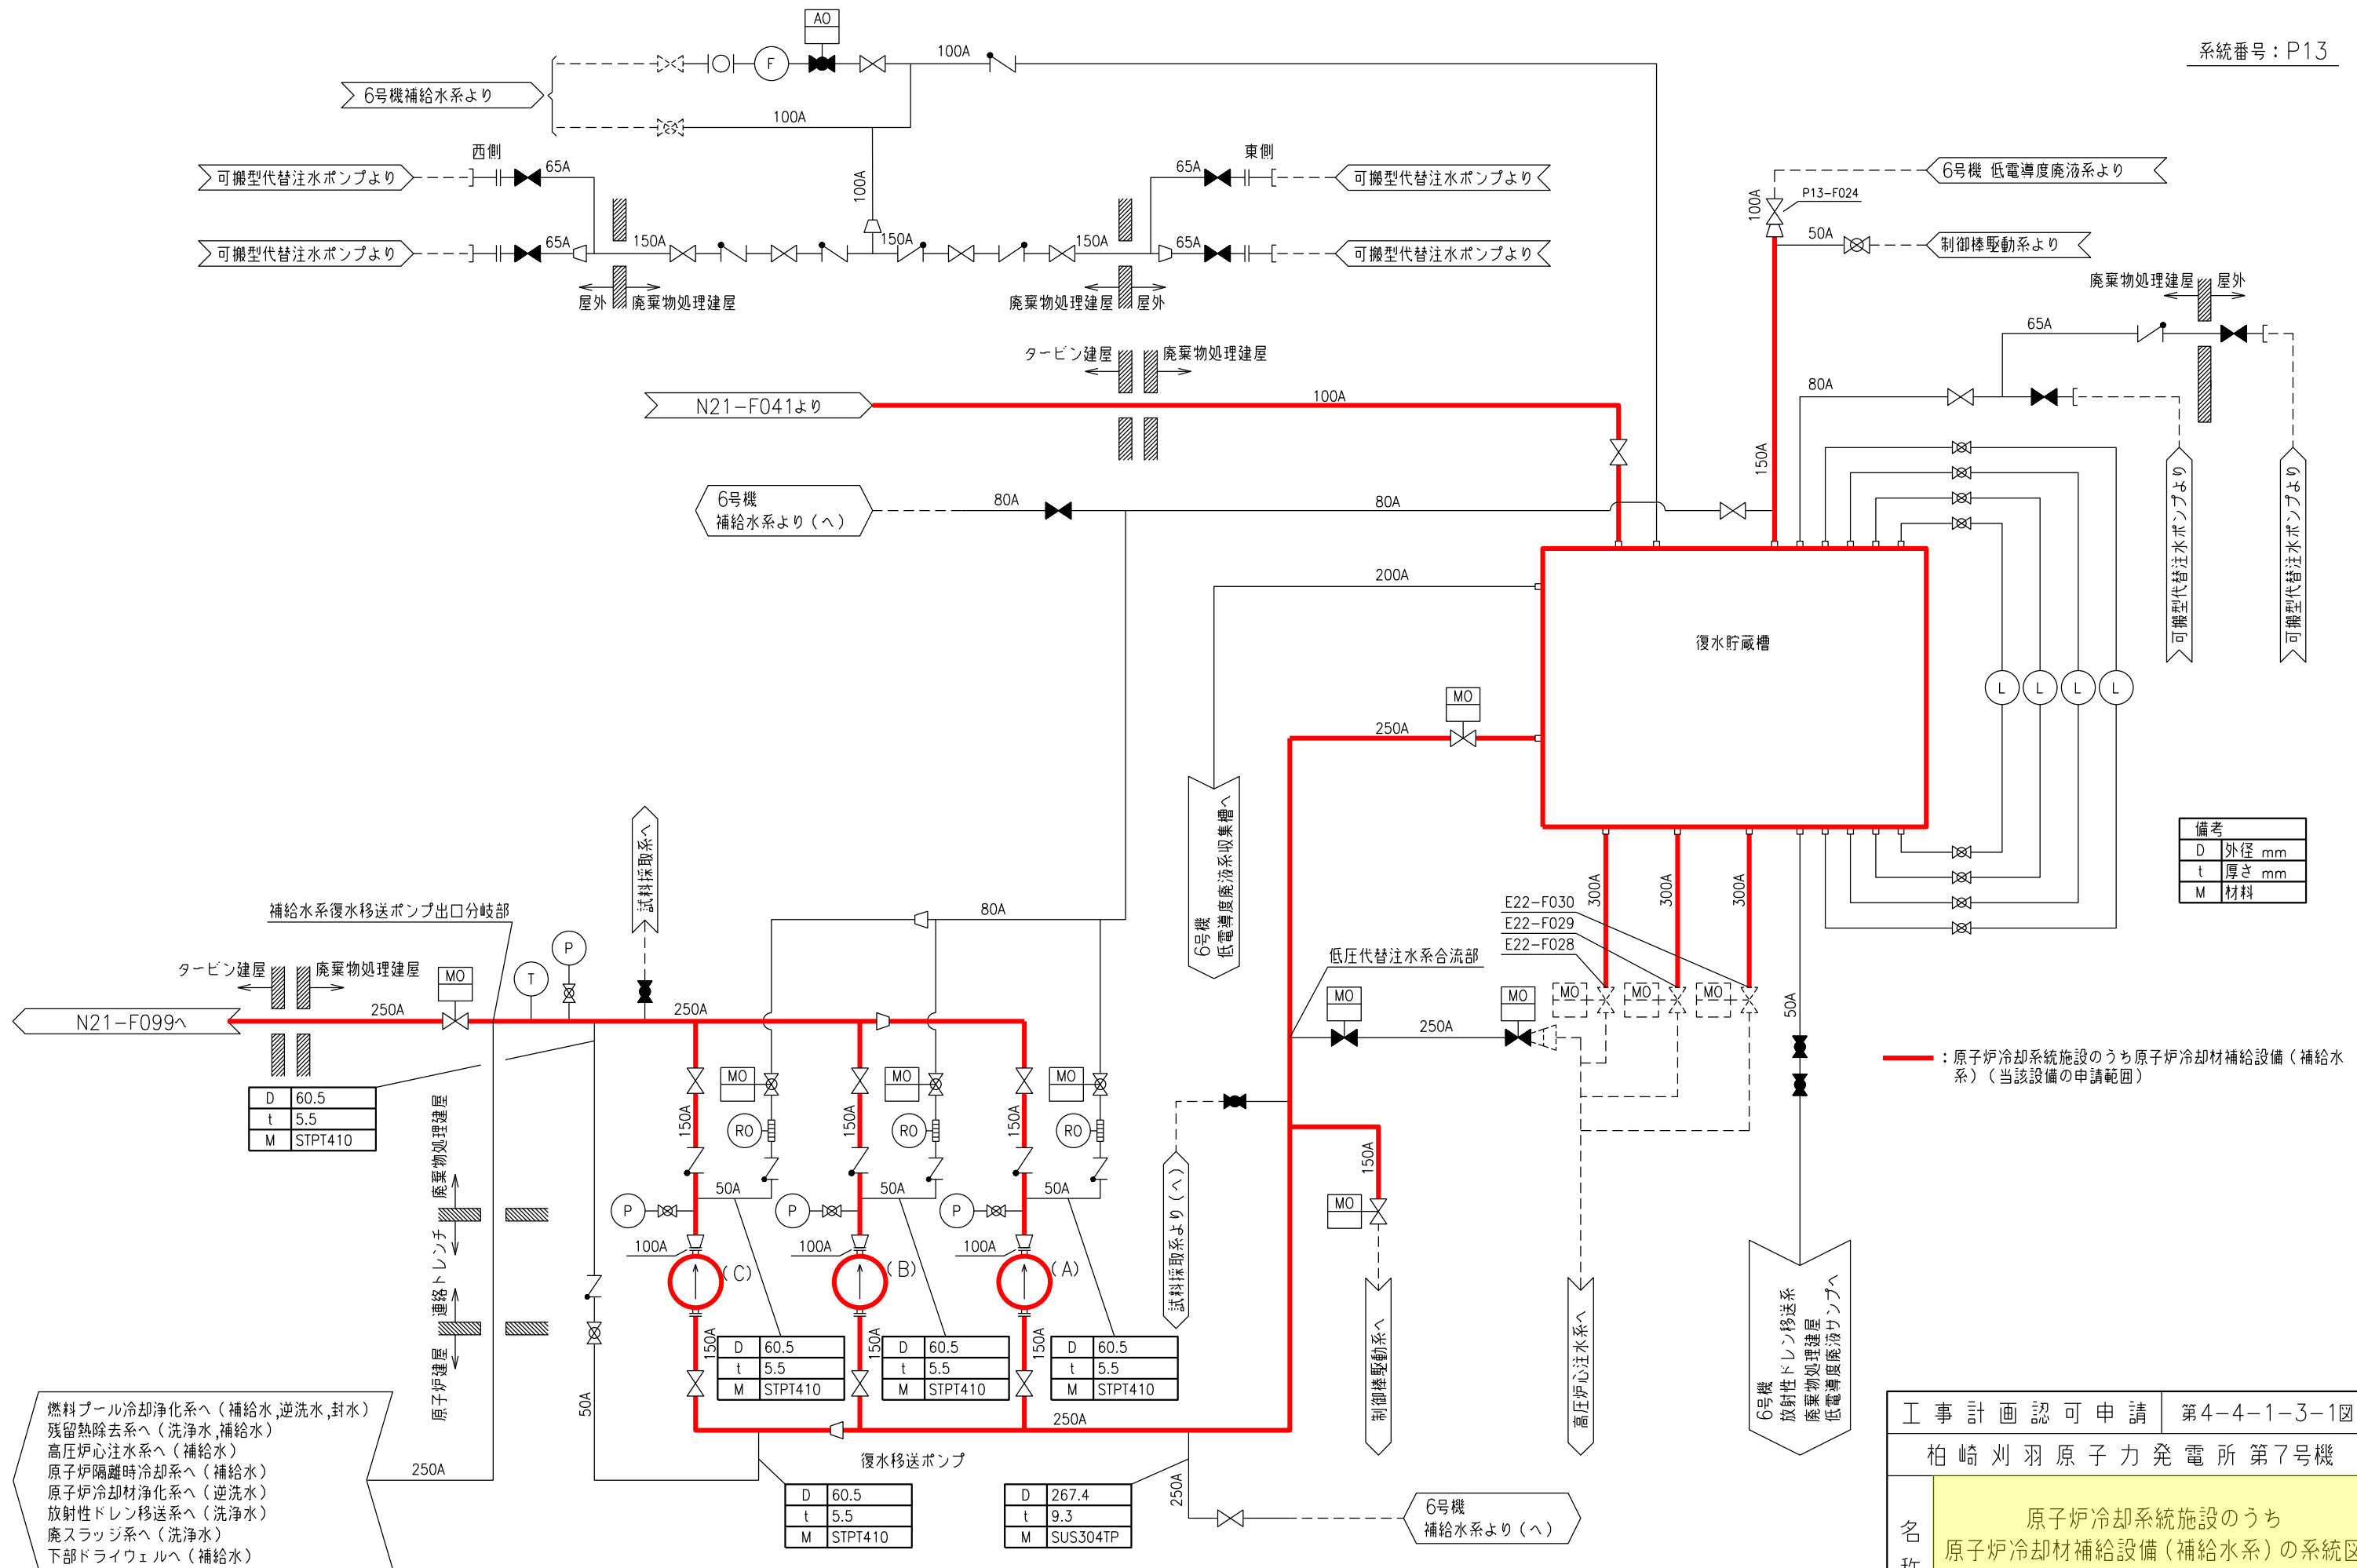 系統番号：P13
AO
F
100A
6号機補給水系より
100A
西側
東側
可搬型代替注水ポンプより
65A
100A
65A
可搬型代替注水ポンプより
可搬型代替注水ポンプより
65A
150A
150A
150A
65A
可搬型代替注水ポンプより
屋外
廃棄物処理建屋
廃棄物処理建屋
屋外
6号機 低電導度廃液系より
100A
P13-F024
50A
制御棒駆動系より
廃棄物処理建屋
屋外
65A
80A
150A
可搬型代替注水ポンプより
可搬型代替注水ポンプより
タービン建屋
廃棄物処理建屋
N21-F041より
100A
6号機
補給水系より（へ）
80A
80A
200A
復水貯蔵槽
L
L
L
L
MO
250A
6号機
低電導度廃液系収集槽へ
備考
D 外径 mm
t 厚さ mm
M 材料
300A
300A
300A
E22-F030
E22-F029
E22-F028
低圧代替注水系合流部
MO
250A
MO
MO
MO
MO
50A
：原子炉冷却系統施設のうち原子炉冷却材補給設備（補給水
系）（当該設備の申請範囲）
試料採取系へ
補給水系復水移送ポンプ出口分岐部
80A
タービン建屋
廃棄物処理建屋
MO
T
P
N21-F099へ
250A
250A
D 60.5
t 5.5
M STPT410
廃棄物処理建屋
連絡トレンチ
原子炉建屋
50A
150A
MO
RO
50A
P
100A
(C)
150A
150A
MO
RO
50A
P
100A
(B)
150A
150A
MO
RO
50A
P
100A
(A)
150A
D 60.5
t 5.5
M STPT410
D 60.5
t 5.5
M STPT410
D 60.5
t 5.5
M STPT410
250A
復水移送ポンプ
D 60.5
t 5.5
M STPT410
D 267.4
t 9.3
M SUS304TP
250A
6号機
補給水系より（へ）
試料採取系より（へ）
150A
MO
制御棒駆動系へ
高圧炉心注水系へ
6号機
放射性ドレン移送系
廃棄物処理建屋
低電導度廃液サンプへ
燃料プール冷却浄化系へ（補給水,逆洗水,封水）
残留熱除去系へ（洗浄水,補給水）
高圧炉心注水系へ（補給水）
原子炉隔離時冷却系へ（補給水）
原子炉冷却材浄化系へ（逆洗水）
放射性ドレン移送系へ（洗浄水）
廃スラッジ系へ（洗浄水）
下部ドライウェルへ（補給水）
250A
工事計画認可申請 第4-4-1-3-1図
柏崎刈羽原子力発電所第7号機
名称
原子炉冷却系統施設のうち
原子炉冷却材補給設備（補給水系）の系統図